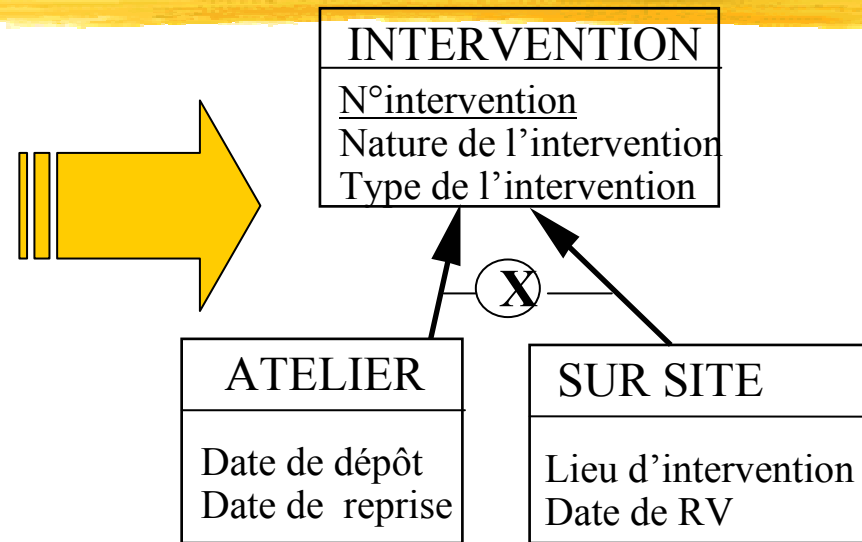 INTERVENTION
N°intervention
Nature de l’intervention
Type de l’intervention
X
ATELIER
Date de dépôt
Date de reprise
SUR SITE
Lieu d’intervention
Date de RV